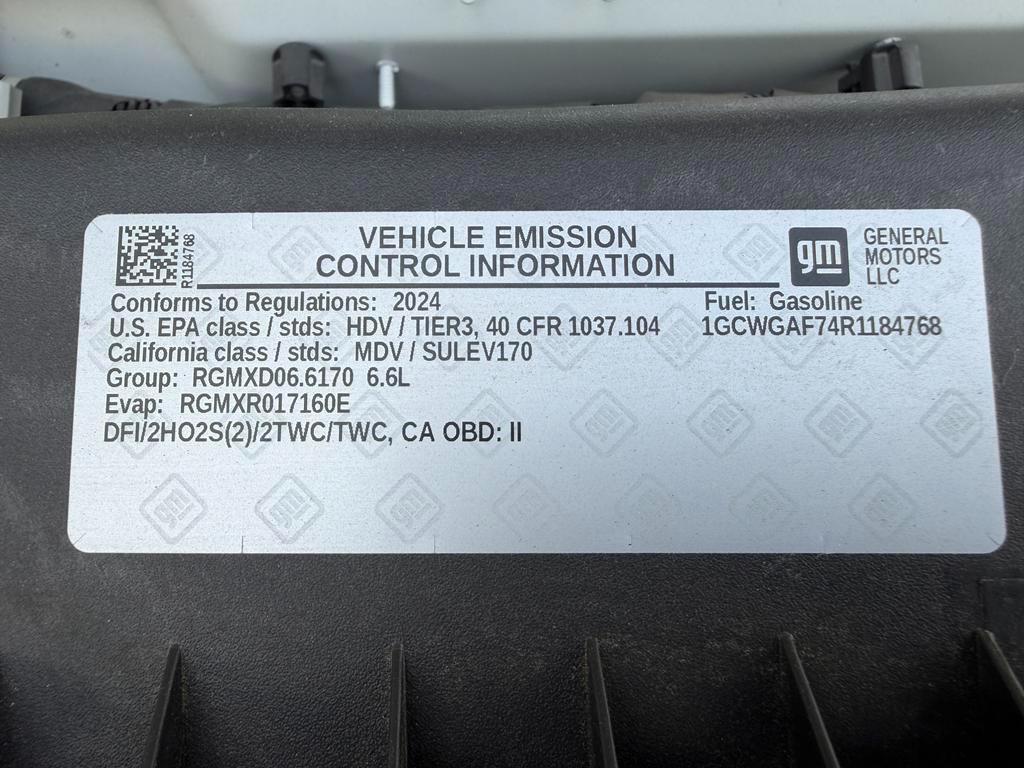 R1184768
VEHICLE EMISSION
CONTROL INFORMATION
gm
GENERAL
MOTORS
LLC
Conforms to Regulations: 2024
Fuel: Gasoline
U.S. EPA class / stds: HDV / TIER3, 40 CFR 1037.104
1GCWGAF74R1184768
California class / stds: MDV / SULEV170
Group: RGMXD06.6170 6.6L
Evap: RGMXR017160E
DFI/2HO2S(2)/2TWC/TWC, CA OBD: II